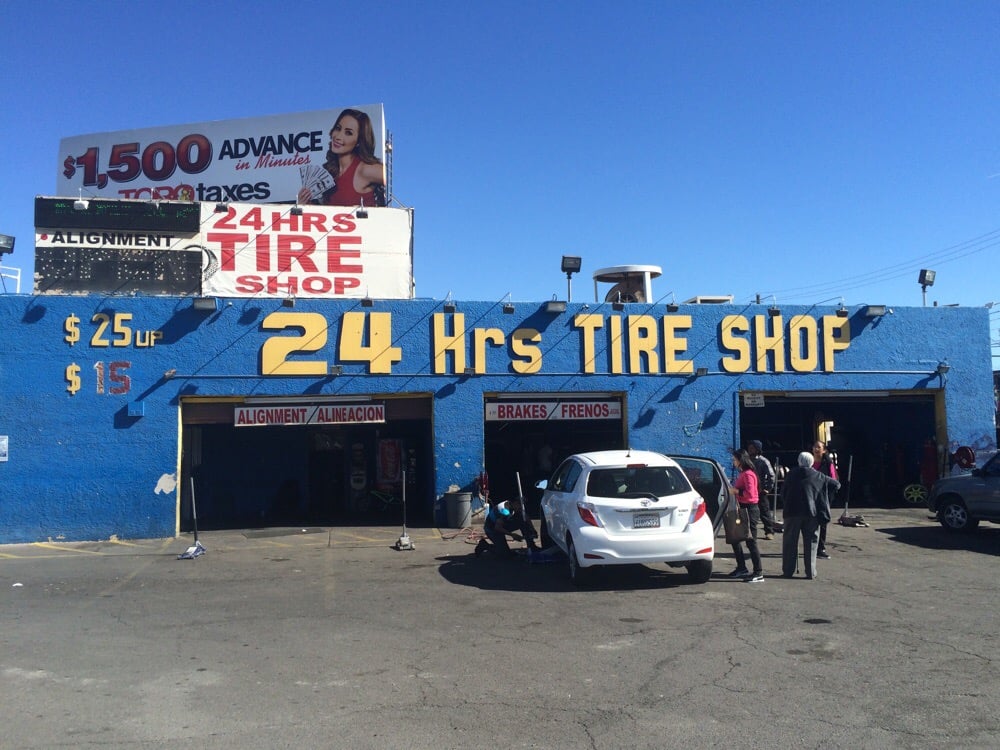 $1,500 ADVANCE
in Minutes
TORO taxes
ALIGNMENT
OPEN
24 HRS
TIRE
SHOP
$ 25 UP
$ 15
24 Hrs TIRE SHOP
ALIGNMENT / ALINEACION
BRAKES / FRENOS